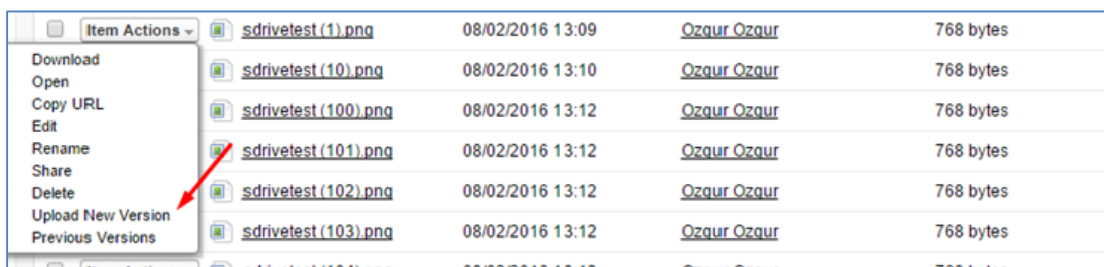 Item Actions sdrivetest (1).png 08/02/2016 13:09 Ozgur Ozgur 768 bytes
Download
Open
Copy URL
Edit
Rename
Share
Delete
Upload New Version
Previous Versions
sdrivetest (10).png 08/02/2016 13:10 Ozgur Ozgur 768 bytes
sdrivetest (100).png 08/02/2016 13:12 Ozgur Ozgur 768 bytes
sdrivetest (101).png 08/02/2016 13:12 Ozgur Ozgur 768 bytes
sdrivetest (102).png 08/02/2016 13:12 Ozgur Ozgur 768 bytes
sdrivetest (103).png 08/02/2016 13:12 Ozgur Ozgur 768 bytes